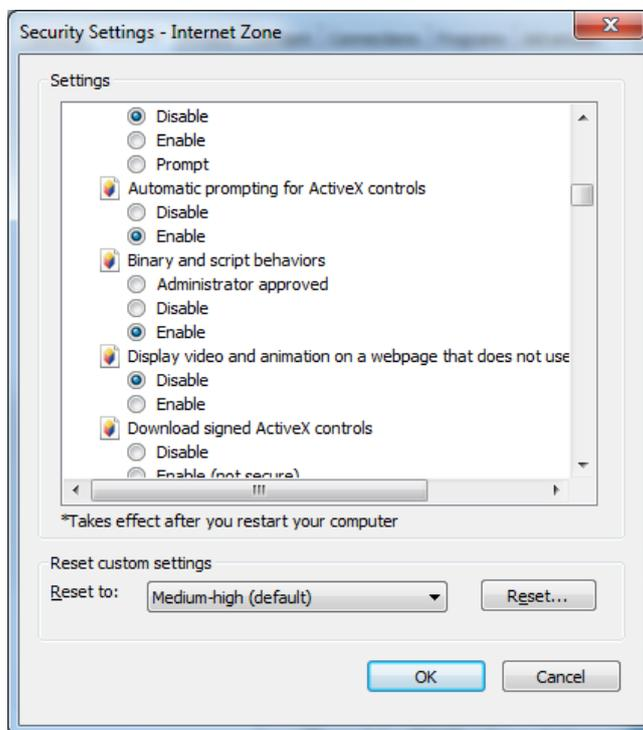 Security Settings - Internet Zone
Settings
Disable
Enable
Prompt
Automatic prompting for ActiveX controls
Disable
Enable
Binary and script behaviors
Administrator approved
Disable
Enable
Display video and animation on a webpage that does not use
Disable
Enable
Download signed ActiveX controls
Disable
Enable (not secure)
*Takes effect after you restart your computer
Reset custom settings
Reset to:
Medium-high (default)
Reset...
OK
Cancel